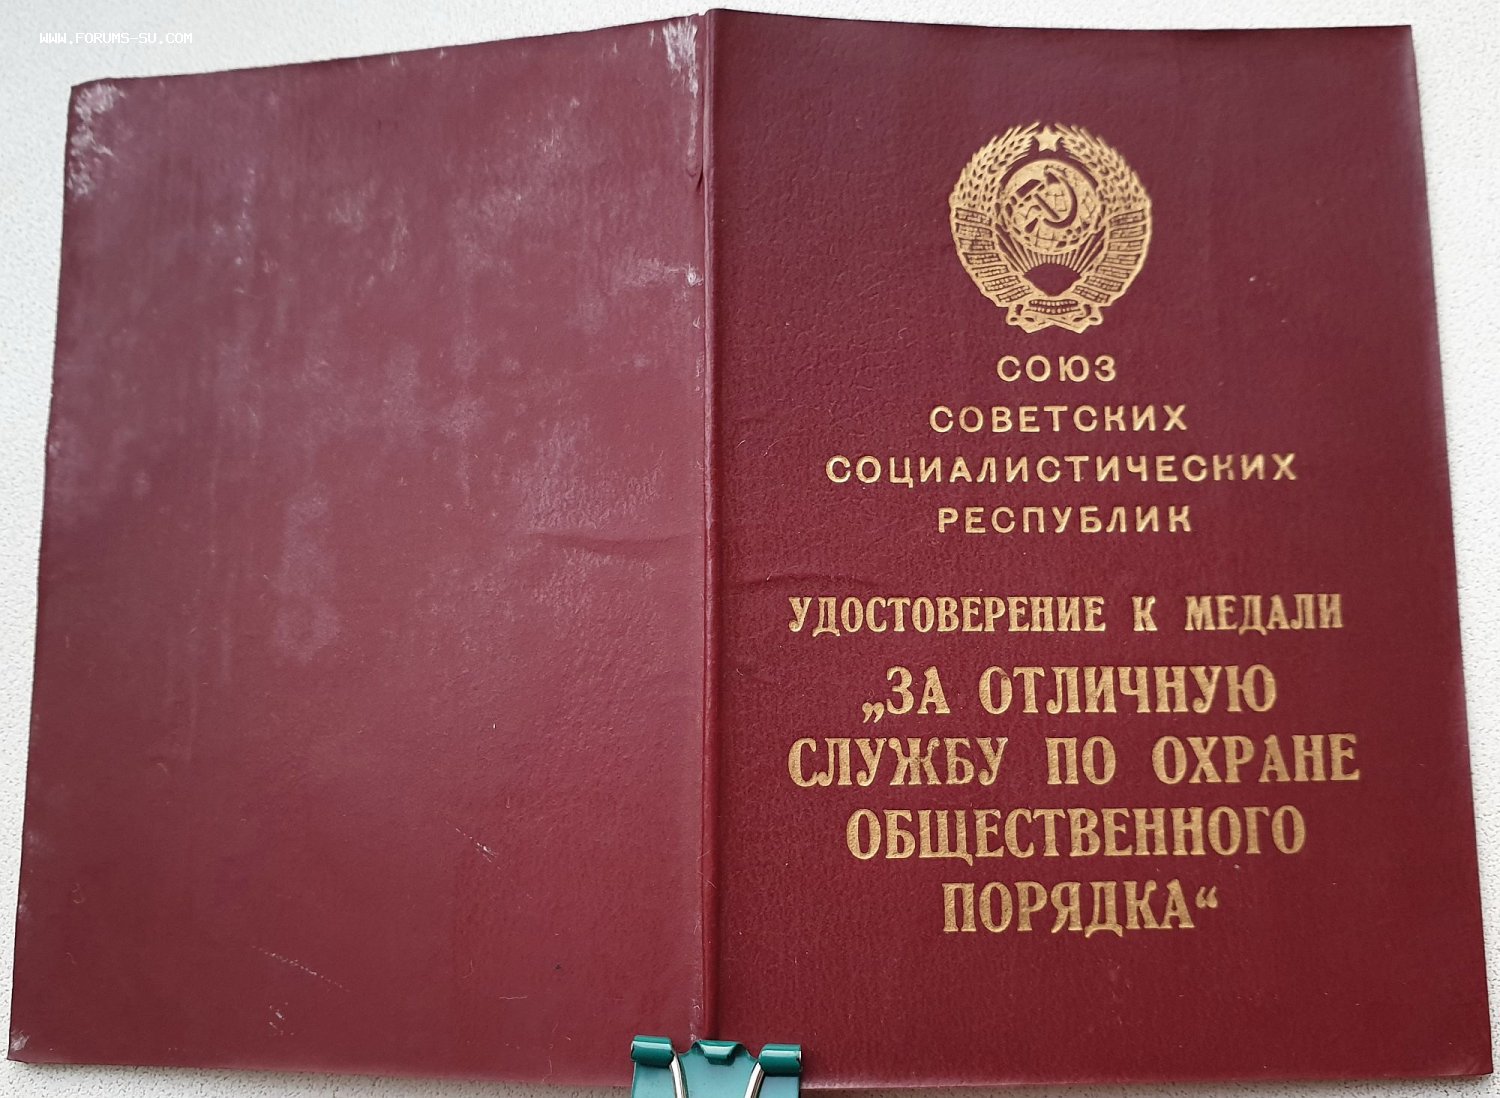 WWW.FORUMS-SU.COM
СОЮЗ
СОВЕТСКИХ
СОЦИАЛИСТИЧЕСКИХ
РЕСПУБЛИК
УДОСТОВЕРЕНИЕ К МЕДАЛИ
„ЗА ОТЛИЧНУЮ
СЛУЖБУ ПО ОХРАНЕ
ОБЩЕСТВЕННОГО
ПОРЯДКА“